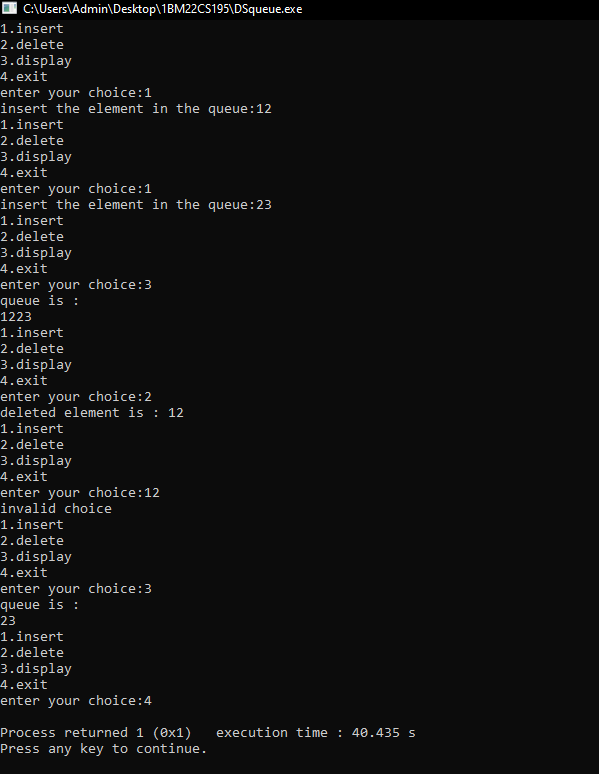 C:\Users\Admin\Desktop\1BM22CS195\DSqueue.exe
1.insert
2.delete
3.display
4.exit
enter your choice:1
insert the element in the queue:12
1.insert
2.delete
3.display
4.exit
enter your choice:1
insert the element in the queue:23
1.insert
2.delete
3.display
4.exit
enter your choice:3
queue is :
1223
1.insert
2.delete
3.display
4.exit
enter your choice:2
deleted element is : 12
1.insert
2.delete
3.display
4.exit
enter your choice:12
invalid choice
1.insert
2.delete
3.display
4.exit
enter your choice:3
queue is :
23
1.insert
2.delete
3.display
4.exit
enter your choice:4
Process returned 1 (0x1)   execution time : 40.435 s
Press any key to continue.